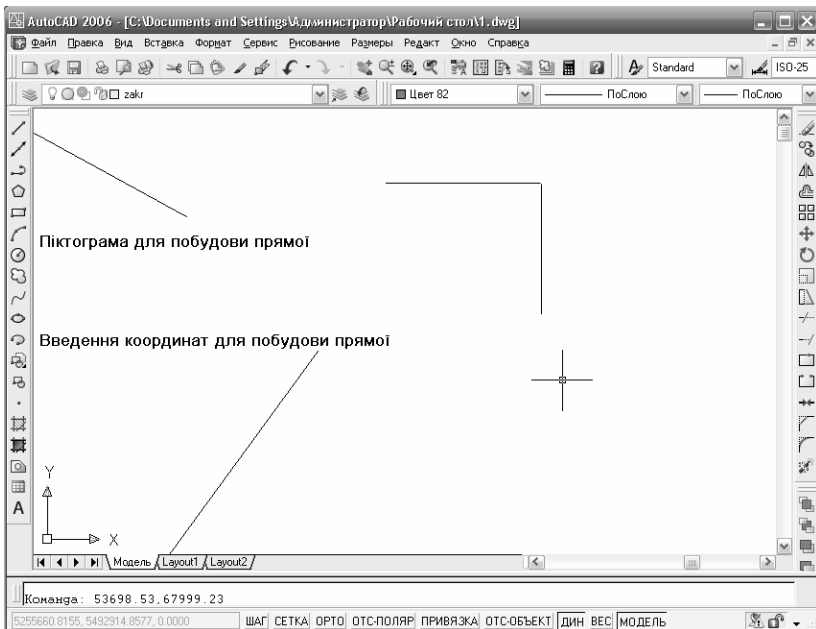 AutoCAD 2006 - [C:\Documents and Settings\Администратор\Рабочий стол\1.dwg]
Файл Правка Вид Вставка Формат Сервис Рисование Размеры Редакт Окно Справка
Standard ISO-25
zakr Цвет 82 ПоСлою ПоСлою
Піктограма для побудови прямої
Введення координат для побудови прямої
Y
X
A
Модель Layout1 Layout2
Команда: 53698.53,67999.23
5255660.8155, 5492914.8577, 0.0000 ШАГ СЕТКА ОРТО ОТС-ПОЛЯР ПРИВЯЗКА ОТС-ОБЪЕКТ ДИН ВЕС МОДЕЛЬ